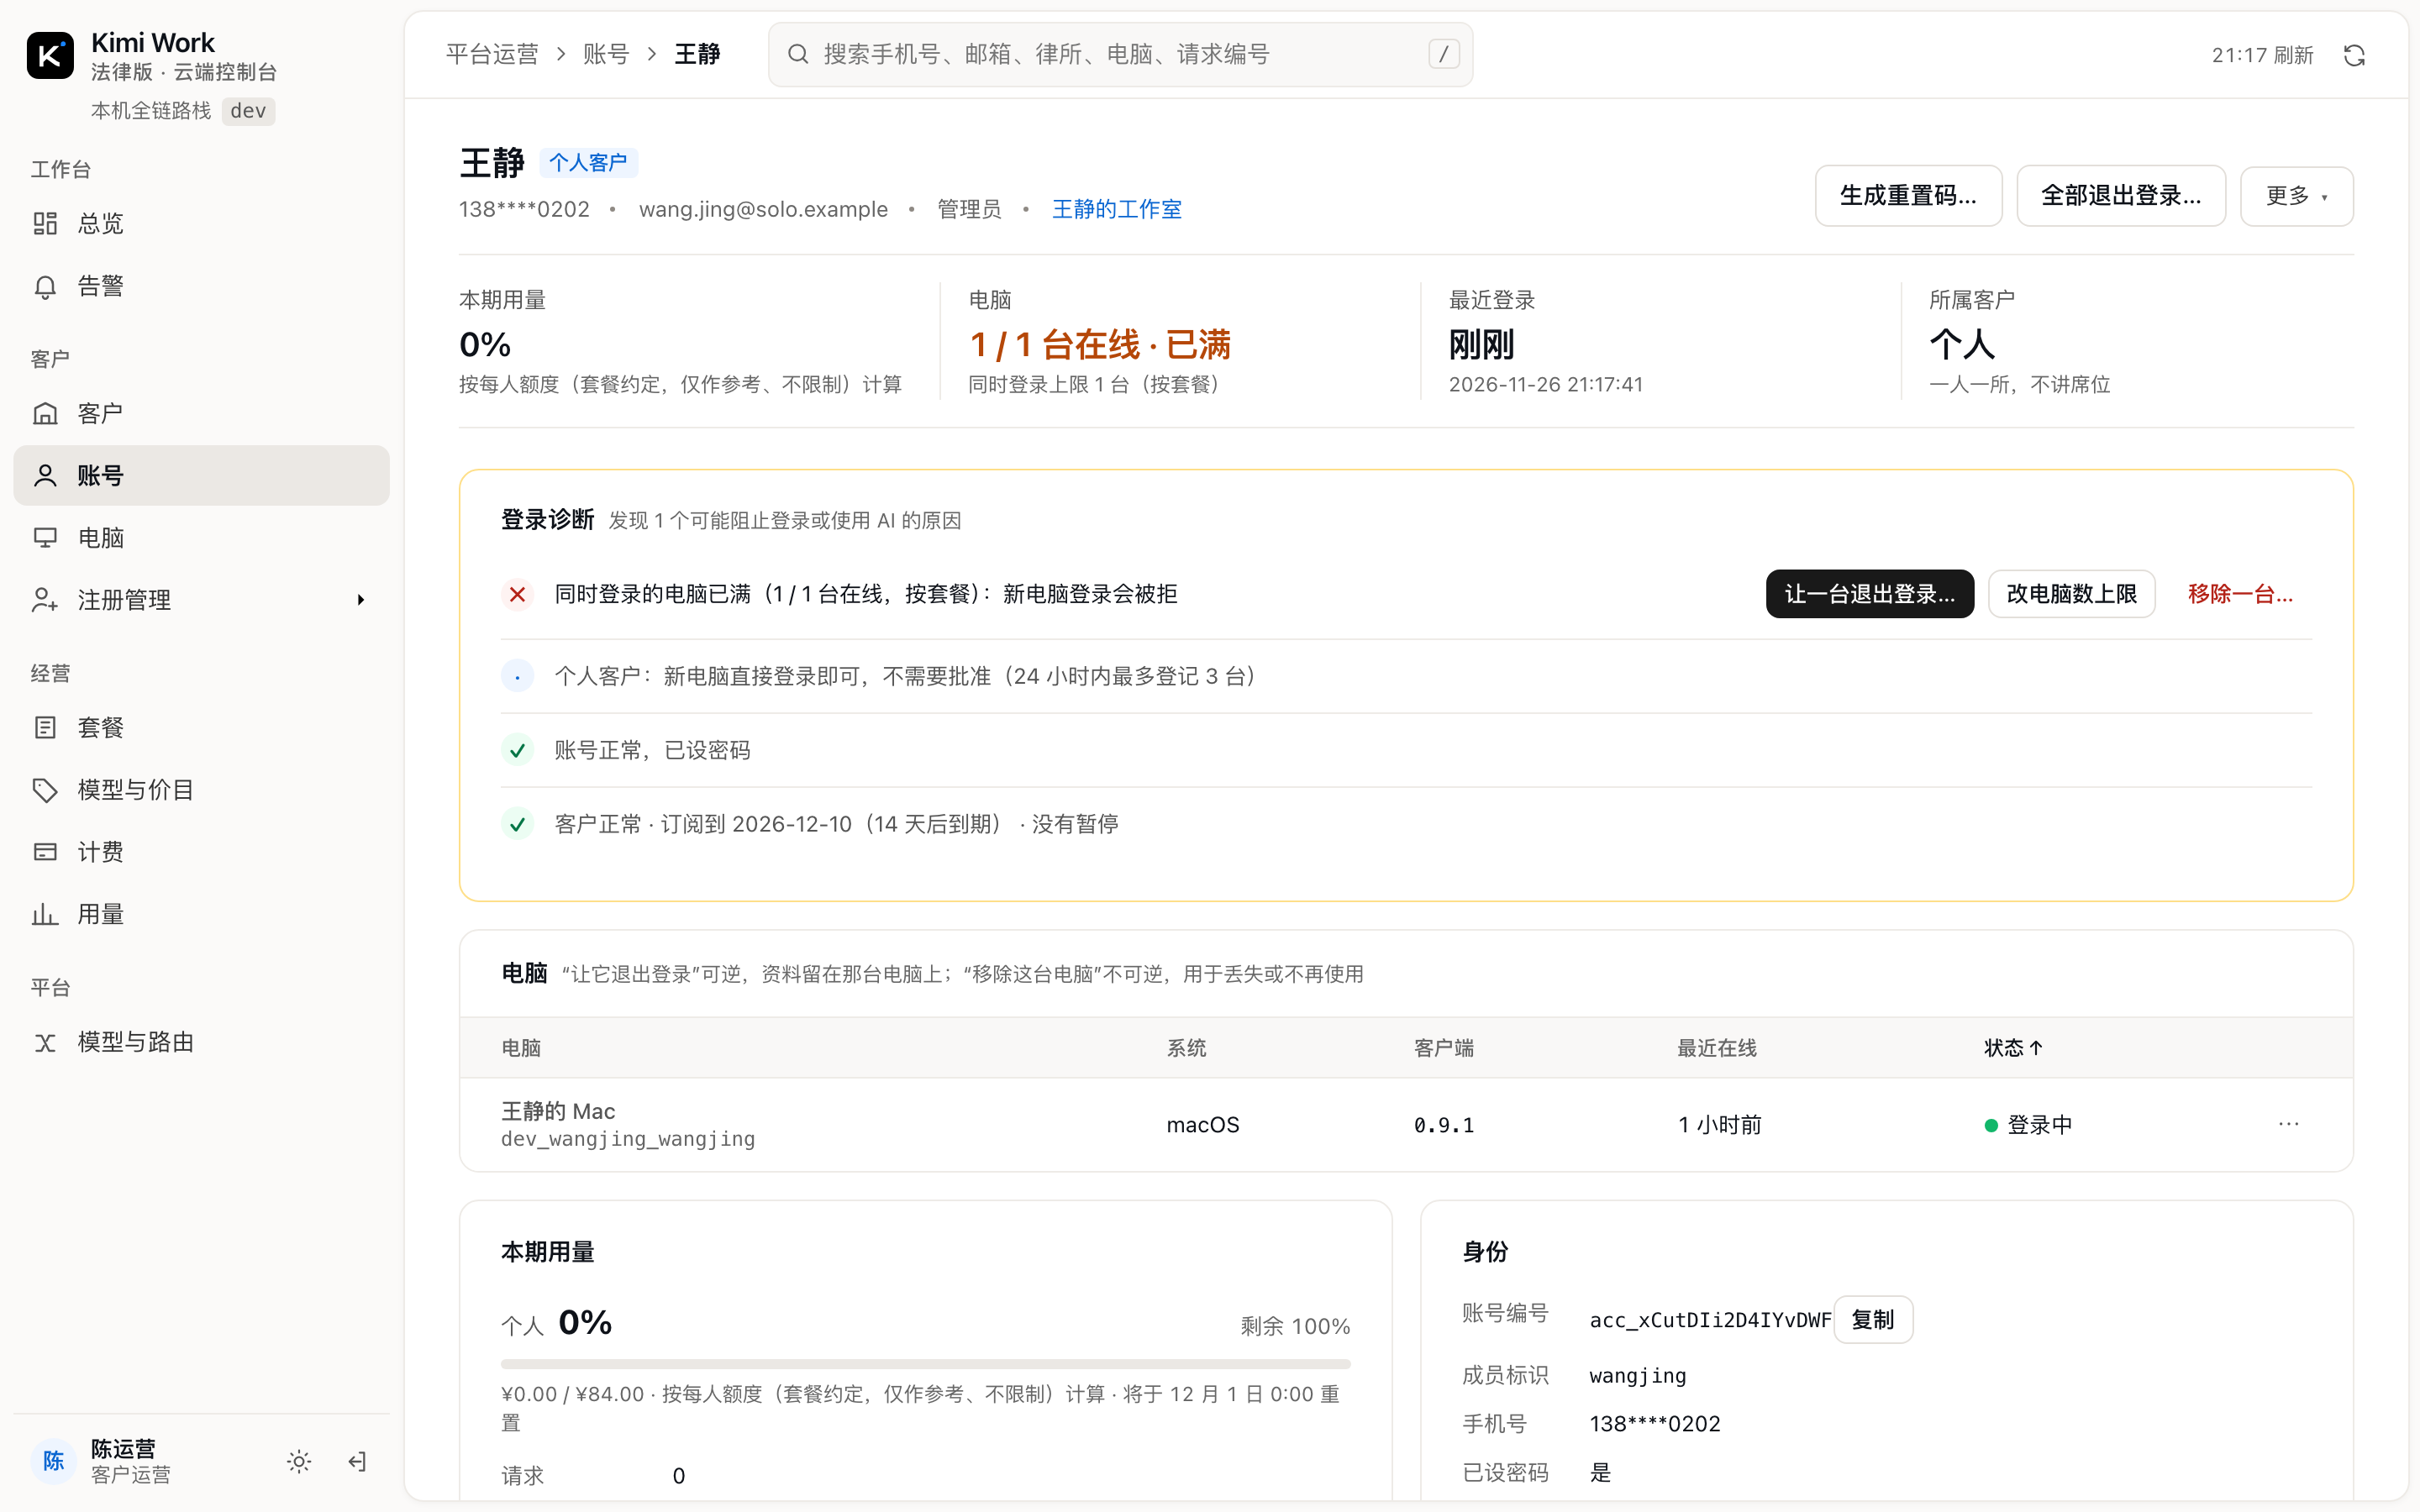 Kimi Work
法律版 · 云端控制台
本机全链路栈 dev
工作台
总览
告警
客户
客户
账号
电脑
注册管理
经营
套餐
模型与价目
计费
用量
平台
模型与路由
陈 陈运营
客户运营
平台运营 > 账号 > 王静
搜索手机号、邮箱、律所、电脑、请求编号 /
21:17 刷新
王静 个人客户
138****0202 • wang.jing@solo.example • 管理员 • 王静的工作室
生成重置码... 全部退出登录... 更多 ▾
本期用量
0%
按每人额度（套餐约定，仅作参考、不限制）计算
电脑
1 / 1 台在线 · 已满
同时登录上限 1 台（按套餐）
最近登录
刚刚
2026-11-26 21:17:41
所属客户
个人
一人一所，不讲席位
登录诊断 发现 1 个可能阻止登录或使用 AI 的原因
同时登录的电脑已满（1 / 1 台在线，按套餐）：新电脑登录会被拒
让一台退出登录... 改电脑数上限 移除一台...
个人客户：新电脑直接登录即可，不需要批准（24 小时内最多登记 3 台）
账号正常，已设密码
客户正常 · 订阅到 2026-12-10（14 天后到期） · 没有暂停
电脑 “让它退出登录”可逆，资料留在那台电脑上；“移除这台电脑”不可逆，用于丢失或不再使用
电脑 系统 客户端 最近在线 状态 ↑
王静的 Mac
dev_wangjing_wangjing
macOS 0.9.1 1 小时前 登录中 ···
本期用量
个人 0% 剩余 100%
¥0.00 / ¥84.00 · 按每人额度（套餐约定，仅作参考、不限制）计算 · 将于 12 月 1 日 0:00 重
置
请求 0
身份
账号编号 acc_xCutDIi2D4IYvDWF 复制
成员标识 wangjing
手机号 138****0202
已设密码 是